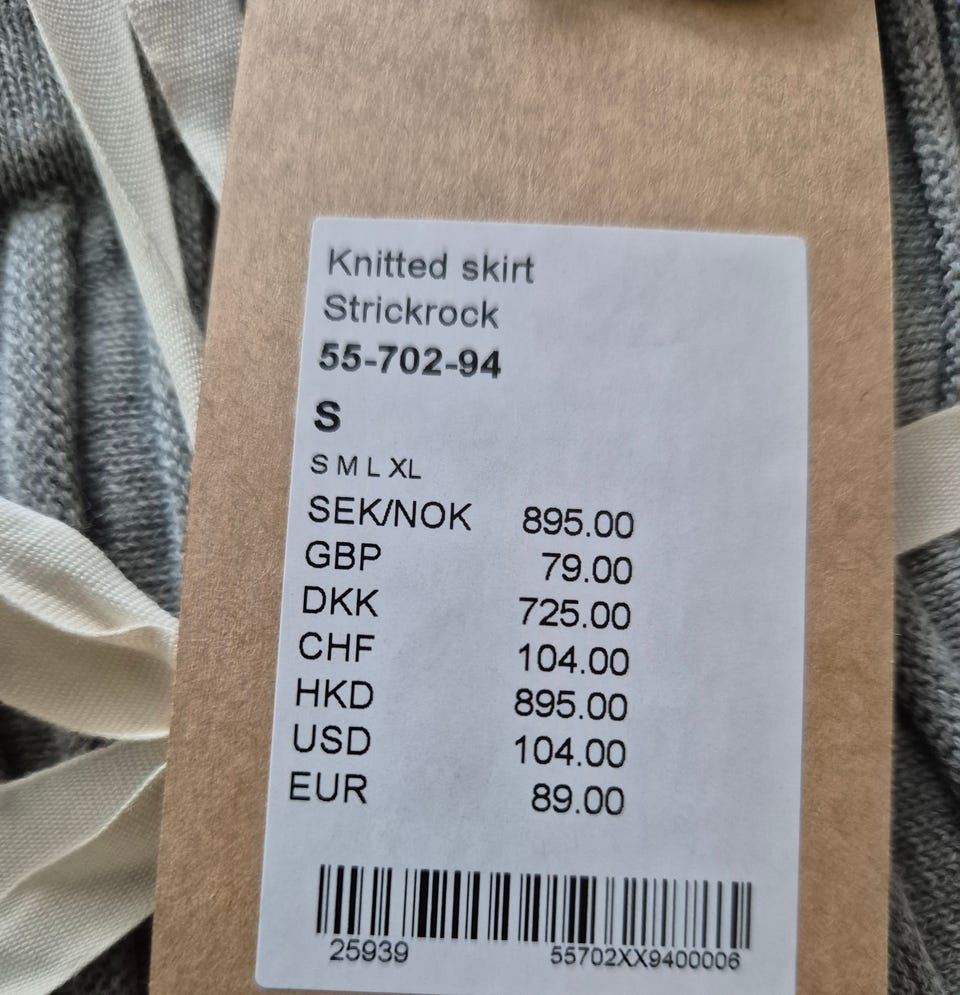 Knitted skirt
Strickrock
55-702-94
S
S M L XL
SEK/NOK 895.00
GBP 79.00
DKK 725.00
CHF 104.00
HKD 895.00
USD 104.00
EUR 89.00
25939 55702XX9400006